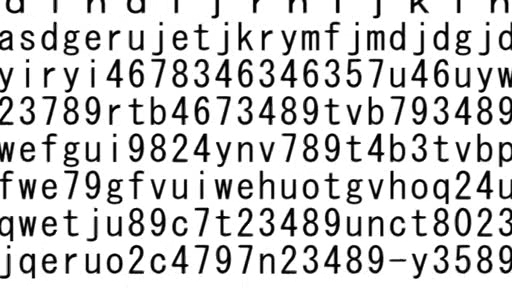 asdgerujetjkrymfjmdjdgjd
yiryi4678346346357u46uyw
23789rtb4673489tvb793489
wefgui9824ynv789t4b3tvbp
fwe79gfvuiwehuotgvhoq24u
qwetju89c7t23489unct8023
jqeruo2c4797n23489-y3589